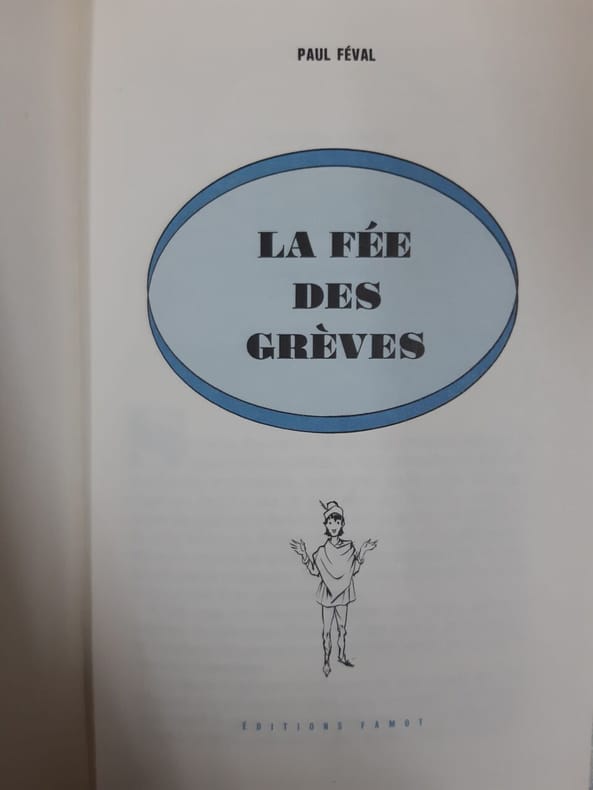 PAUL FÉVAL
LA FÉE
DES
GRÈVES
ÉDITIONS FAMOT